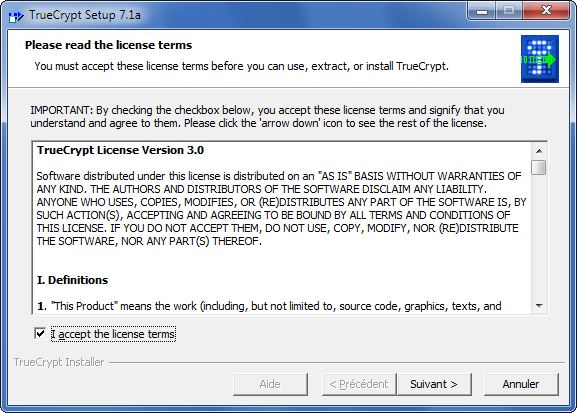 TrueCrypt Setup 7.1a
Please read the license terms
You must accept these license terms before you can use, extract, or install TrueCrypt.
IMPORTANT: By checking the checkbox below, you accept these license terms and signify that you
understand and agree to them. Please click the 'arrow down' icon to see the rest of the license.
TrueCrypt License Version 3.0
Software distributed under this license is distributed on an "AS IS" BASIS WITHOUT WARRANTIES OF
ANY KIND. THE AUTHORS AND DISTRIBUTORS OF THE SOFTWARE DISCLAIM ANY LIABILITY.
ANYONE WHO USES, COPIES, MODIFIES, OR (RE)DISTRIBUTES ANY PART OF THE SOFTWARE IS, BY
SUCH ACTION(S), ACCEPTING AND AGREEING TO BE BOUND BY ALL TERMS AND CONDITIONS OF
THIS LICENSE. IF YOU DO NOT ACCEPT THEM, DO NOT USE, COPY, MODIFY, NOR (RE)DISTRIBUTE
THE SOFTWARE, NOR ANY PART(S) THEREOF.
I. Definitions
1. "This Product" means the work (including, but not limited to, source code, graphics, texts, and
I accept the license terms
TrueCrypt Installer
Aide
< Précédent
Suivant >
Annuler